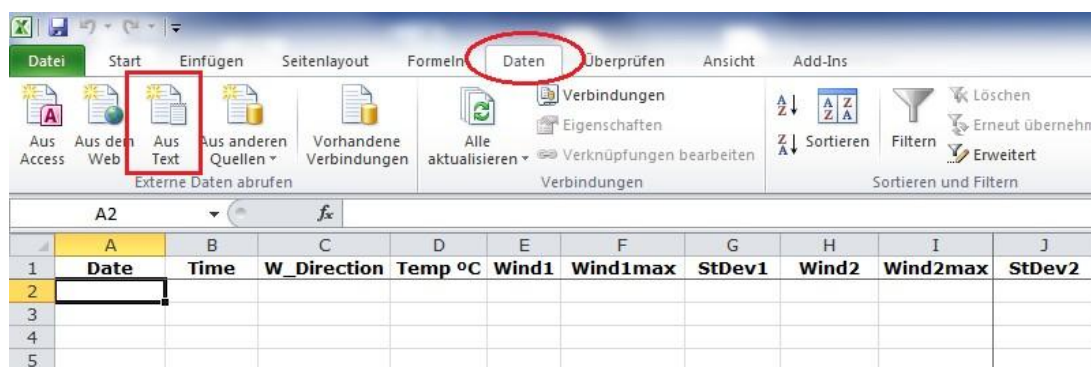 Datei Start Einfügen Seitenlayout Formeln Daten Überprüfen Ansicht Add-Ins
Aus Access
Aus dem Web
Aus Text
Aus anderen Quellen
Vorhandene Verbindungen
Externe Daten abrufen
Alle aktualisieren
Verbindungen
Eigenschaften
Verknüpfungen bearbeiten
Verbindungen
Sortieren
Filtern
Löschen
Erneut übernehm
Erweitert
Sortieren und Filtern
A2 fx
A B C D E F G H I J
1 Date Time W_Direction Temp ºC Wind1 Wind1max StDev1 Wind2 Wind2max StDev2
2
3
4
5